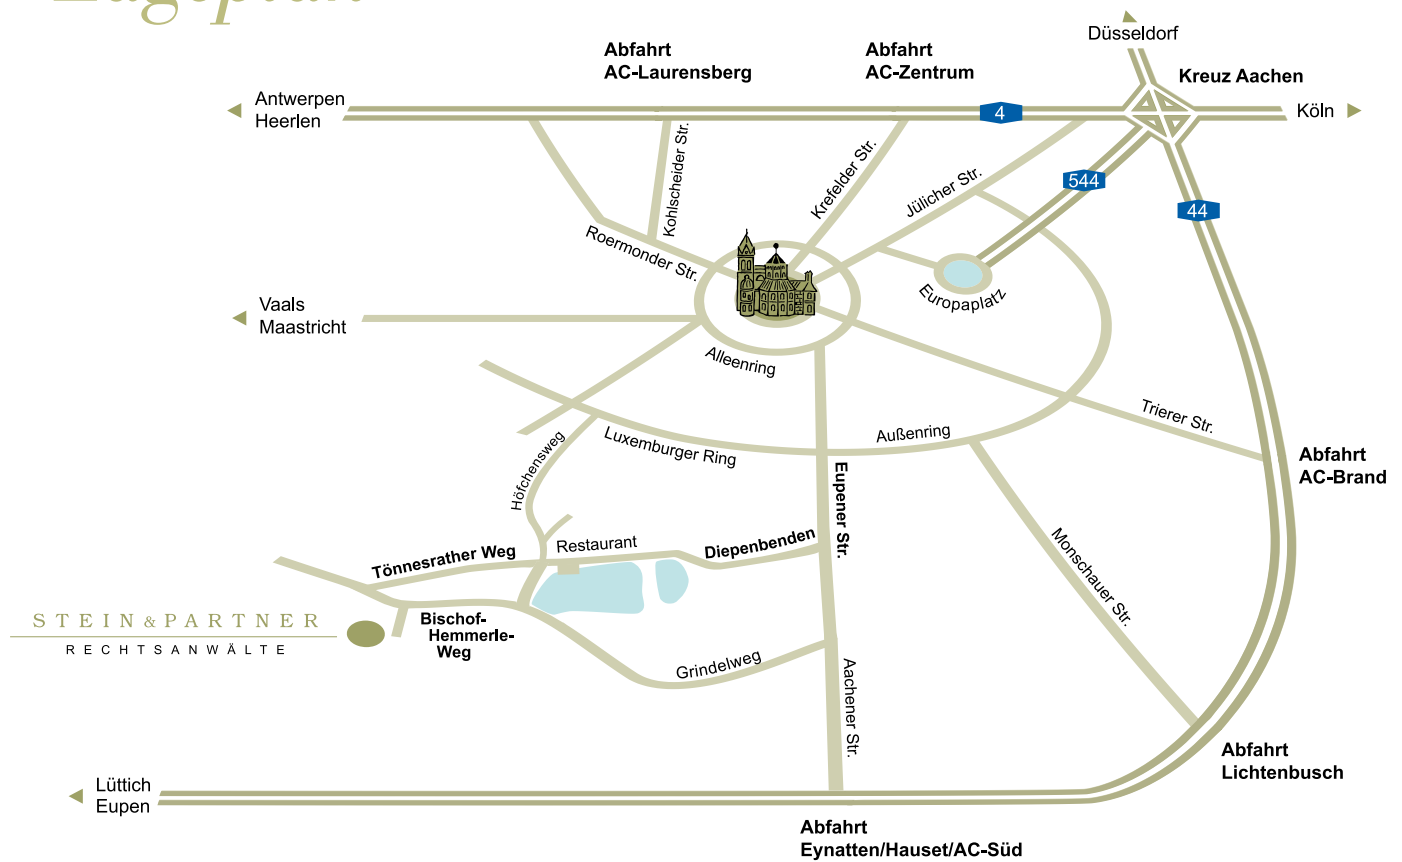 Lageplan
Düsseldorf
Abfahrt
AC-Laurensberg
Abfahrt
AC-Zentrum
Kreuz Aachen
Antwerpen
Heerlen
4
Köln
Kohlscheider Str.
Krefelder Str.
Jülicher Str.
544
44
Roermonder Str.
Europaplatz
Vaals
Maastricht
Alleenring
Trierer Str.
Außenring
Luxemburger Ring
Höfchensweg
Abfahrt
AC-Brand
Eupener Str.
Monschauer Str.
Restaurant
Diepenbenden
Tönnesrather Weg
STEIN & PARTNER
RECHTSANWÄLTE
Bischof-
Hemmerle-
Weg
Grindelweg
Aachener Str.
Abfahrt
Lichtenbusch
Lüttich
Eupen
Abfahrt
Eynatten/Hauset/AC-Süd